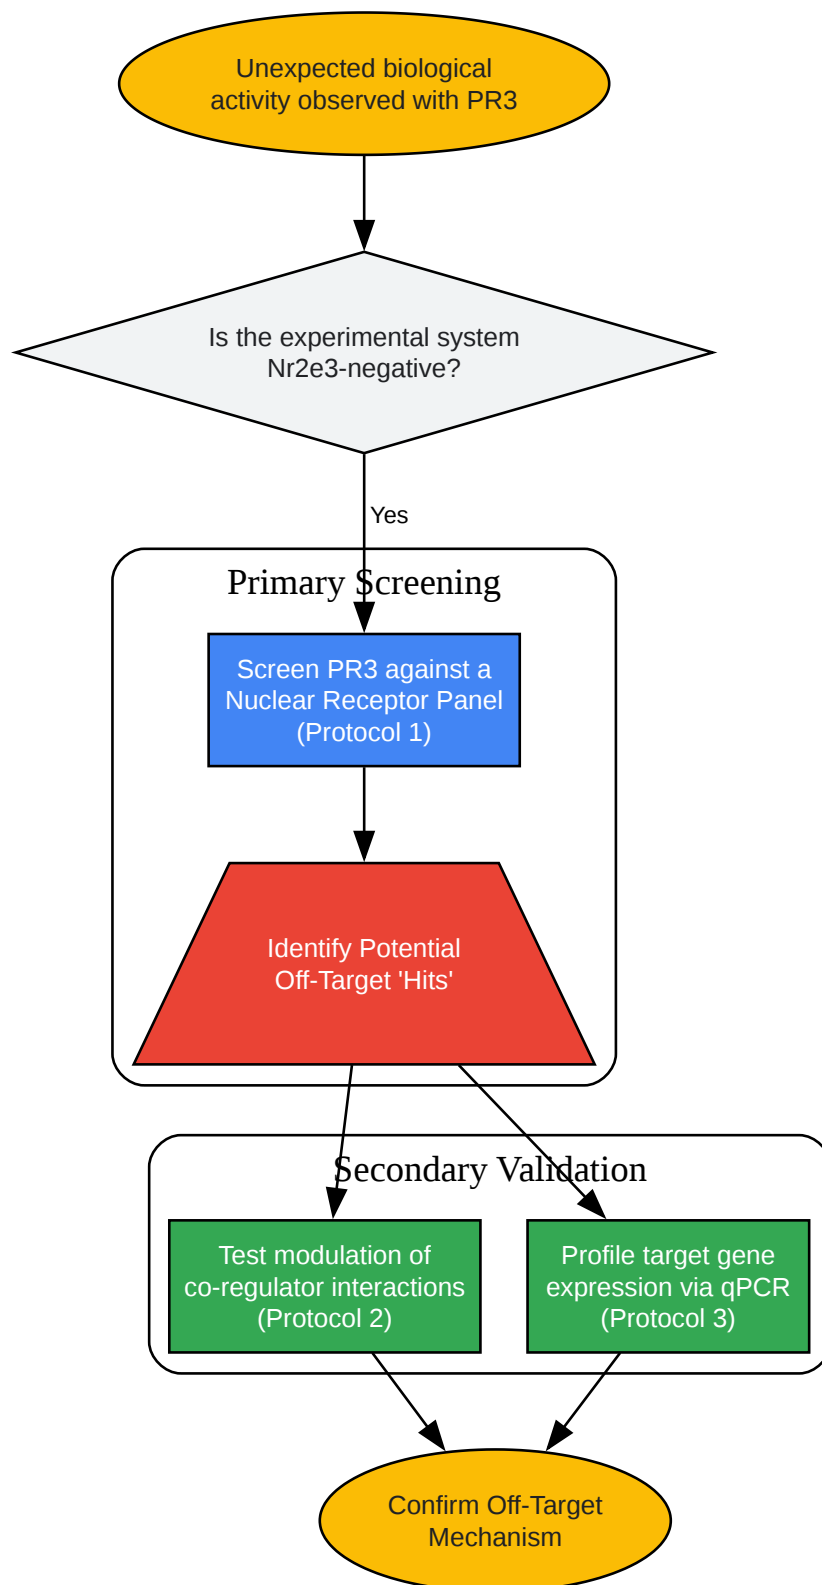 Unexpected biological
activity observed with PR3
Is the experimental system
Nr2e3-negative?
Yes
Primary Screening
Screen PR3 against a
Nuclear Receptor Panel
(Protocol 1)
Identify Potential
Off-Target 'Hits'
Secondary Validation
Test modulation of
co-regulator interactions
(Protocol 2)
Profile target gene
expression via qPCR
(Protocol 3)
Confirm Off-Target
Mechanism